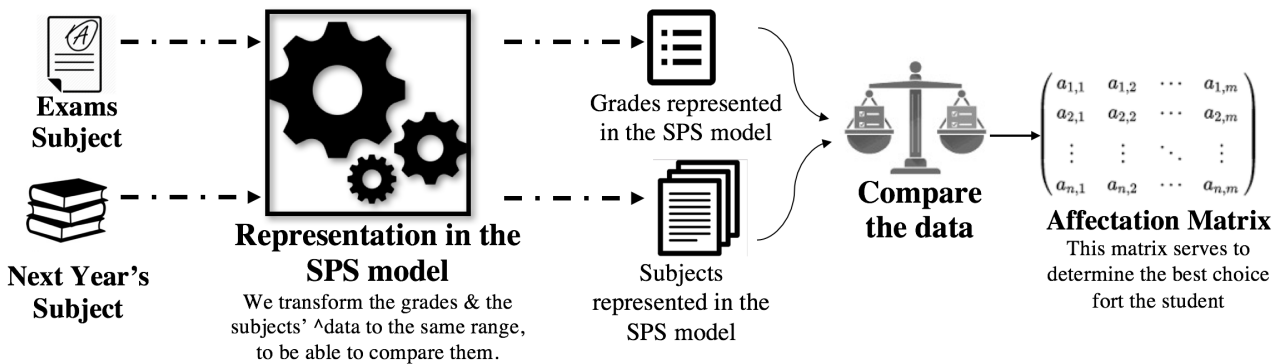 A
Exams
Subject
Next Year's
Subject
Representation in the
SPS model
We transform the grades & the
subjects' ^data to the same range,
to be able to compare them.
Grades represented
in the SPS model
Subjects
represented in the
SPS model
Compare
the data
a1,1 a1,2 ⋯ a1,m
a2,1 a2,2 ⋯ a2,m
⋮ ⋮ ⋱ ⋮
an,1 an,2 ⋯ an,m
Affectation Matrix
This matrix serves to
determine the best choice
fort the student